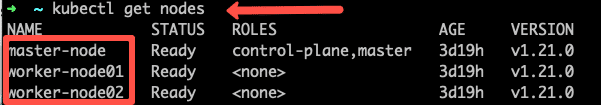 ➜ ~ kubectl get nodes
NAME STATUS ROLES AGE VERSION
master-node Ready control-plane,master 3d19h v1.21.0
worker-node01 Ready <none> 3d19h v1.21.0
worker-node02 Ready <none> 3d19h v1.21.0